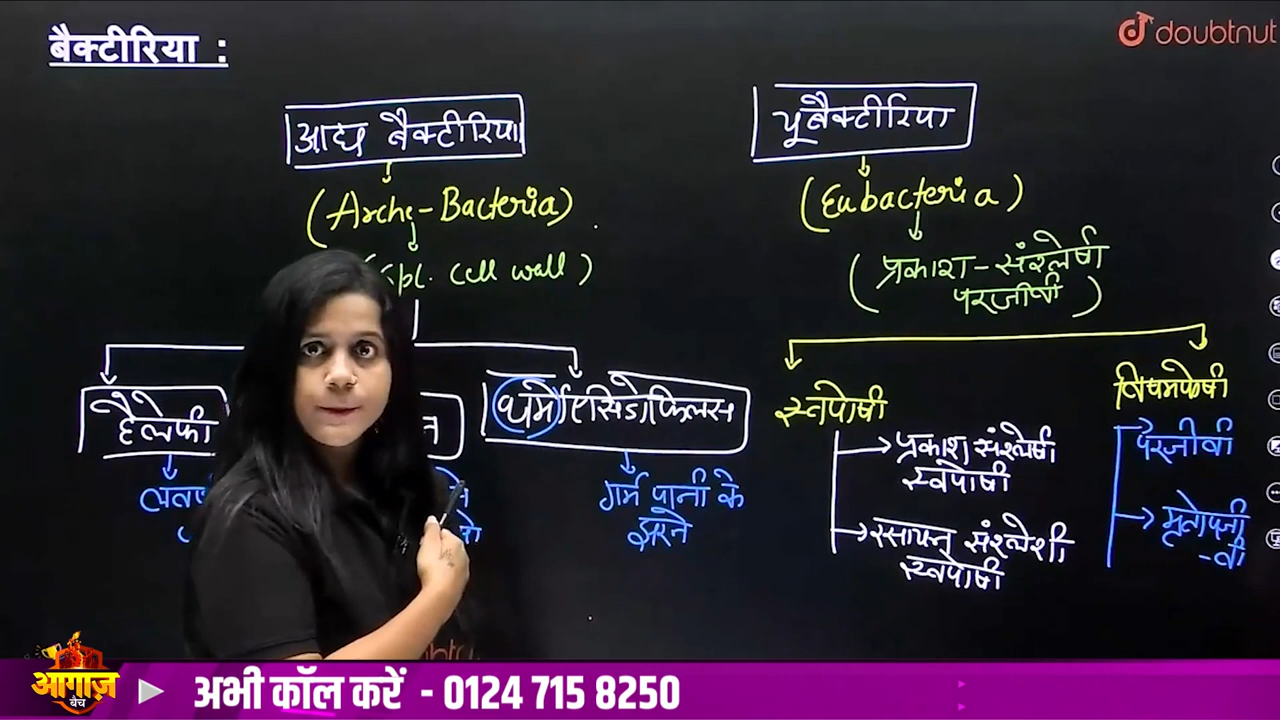 बैक्टीरिया :
doubtnut
आद्य बैक्टीरिया
यूबैक्टीरिया
(Arche-Bacteria)
(Eubacteria)
Spl. cell wall)
(प्रकाश-संश्लेषी
परजीवी)
हैलोफी
थर्मोएसिडोफिलस
गर्म पानी के
झरने
स्वपोषी
प्रकाश संश्लेषी
स्वपोषी
रसायन संश्लेशी
स्वपोषी
विषमपोषी
परजीवी
मृतोपजी
-वी
आगाज़
बैच
अभी कॉल करें - 0124 715 8250